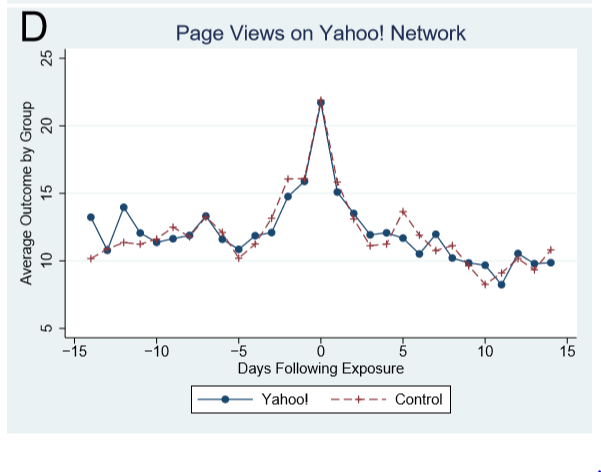 D
Page Views on Yahoo! Network
Average Outcome by Group
25
20
15
10
5
−15 −10 −5 0 5 10 15
Days Following Exposure
Yahoo! Control